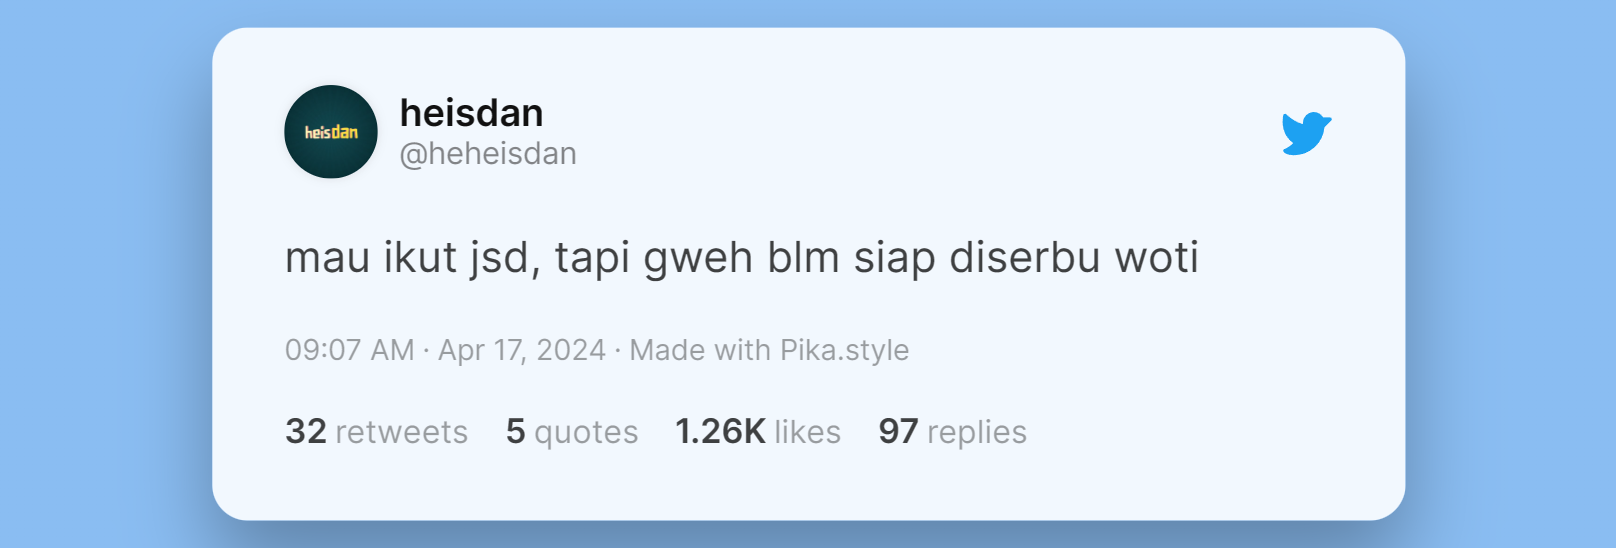 heisdan
heisdan
@heheisdan
mau ikut jsd, tapi gweh blm siap diserbu woti
09:07 AM · Apr 17, 2024 · Made with Pika.style
32 retweets 5 quotes 1.26K likes 97 replies